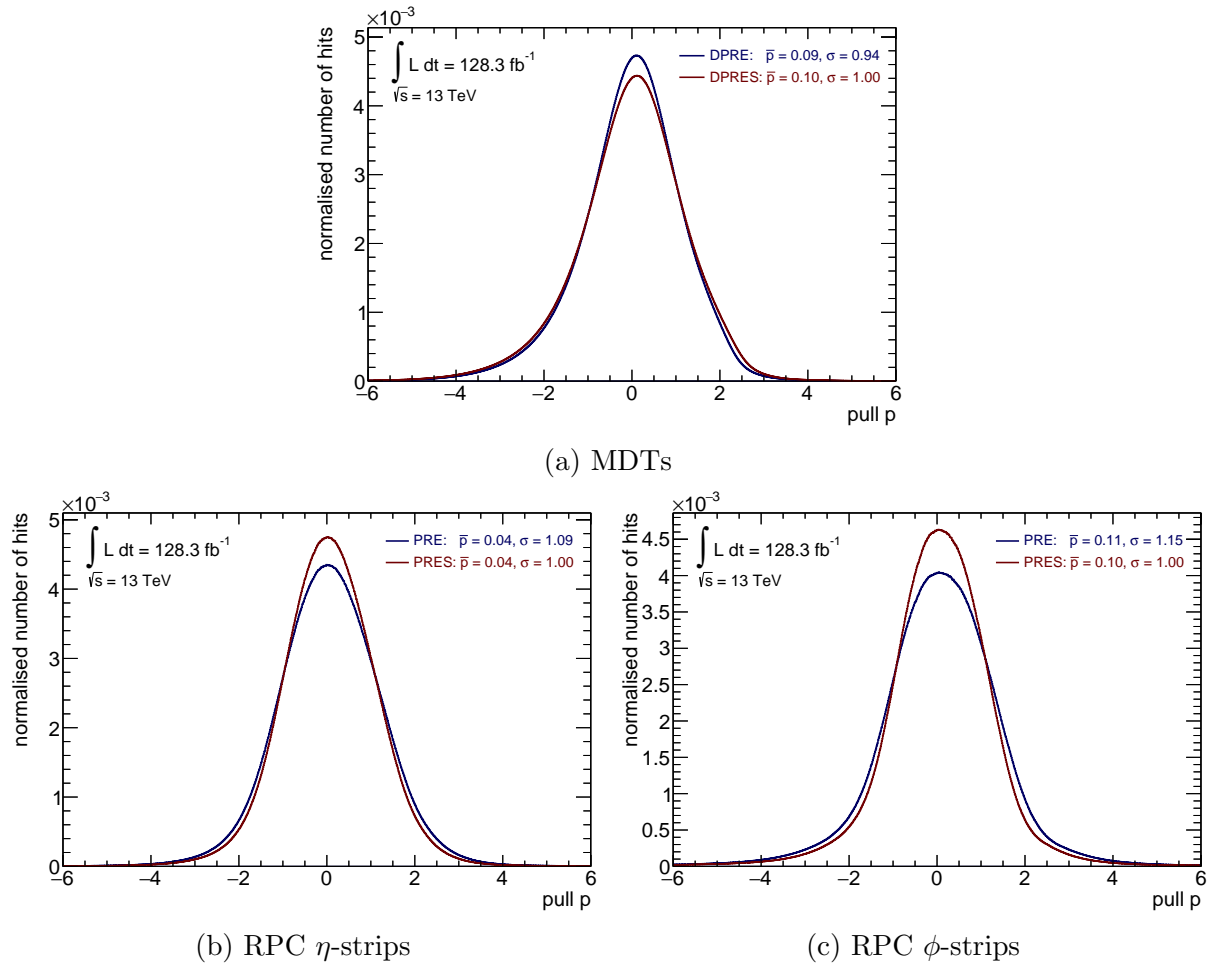 ×10⁻³
normalised number of hits
5
4
3
2
1
0
∫ L dt = 128.3 fb⁻¹
√s = 13 TeV
DPRE: p̅ = 0.09, σ = 0.94
DPRES: p̅ = 0.10, σ = 1.00
−6 −4 −2 0 2 4 6
pull p
(a) MDTs
×10⁻³
normalised number of hits
5
4
3
2
1
0
∫ L dt = 128.3 fb⁻¹
√s = 13 TeV
PRE: p̅ = 0.04, σ = 1.09
PRES: p̅ = 0.04, σ = 1.00
−6 −4 −2 0 2 4 6
pull p
(b) RPC η-strips
×10⁻³
normalised number of hits
4.5
4
3.5
3
2.5
2
1.5
1
0.5
0
∫ L dt = 128.3 fb⁻¹
√s = 13 TeV
PRE: p̅ = 0.11, σ = 1.15
PRES: p̅ = 0.10, σ = 1.00
−6 −4 −2 0 2 4 6
pull p
(c) RPC ϕ-strips